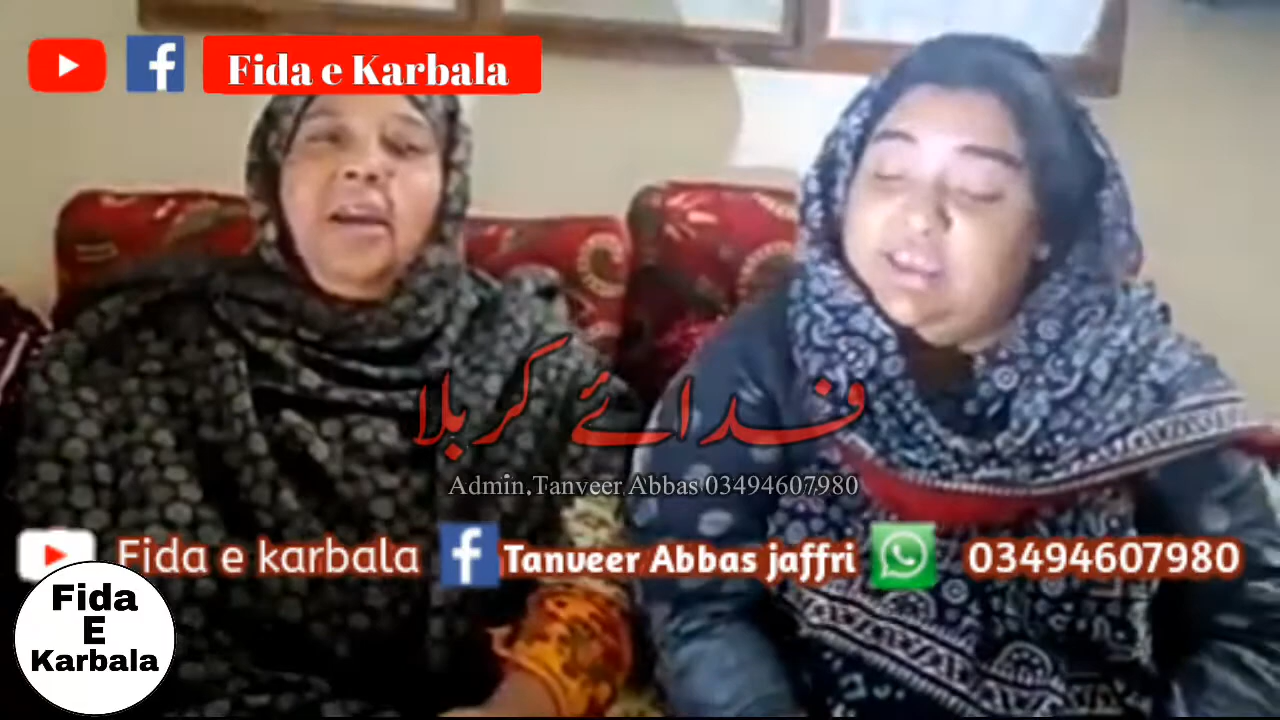 Fida e Karbala
فدائے کربلا
Admin.Tanveer Abbas 03494607980
Fida e karbala Tanveer Abbas jaffri 03494607980
Fida
E
Karbala